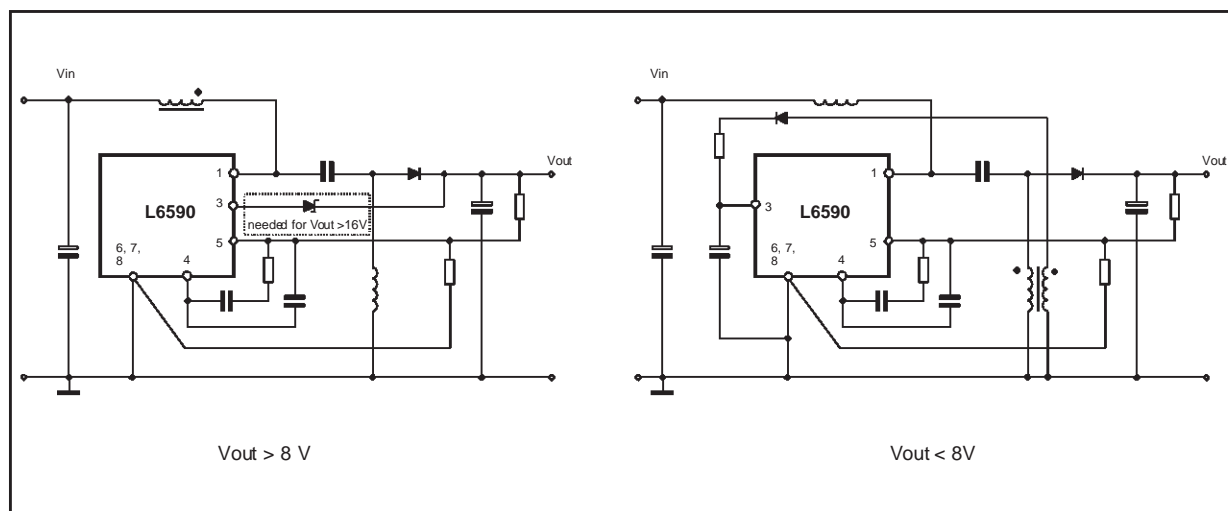 Vin
1
Vout
3
L6590
needed for Vout >16V
5
6, 7,
8
4
Vout > 8 V
Vin
1
Vout
3
L6590
5
6, 7,
8
4
Vout < 8V